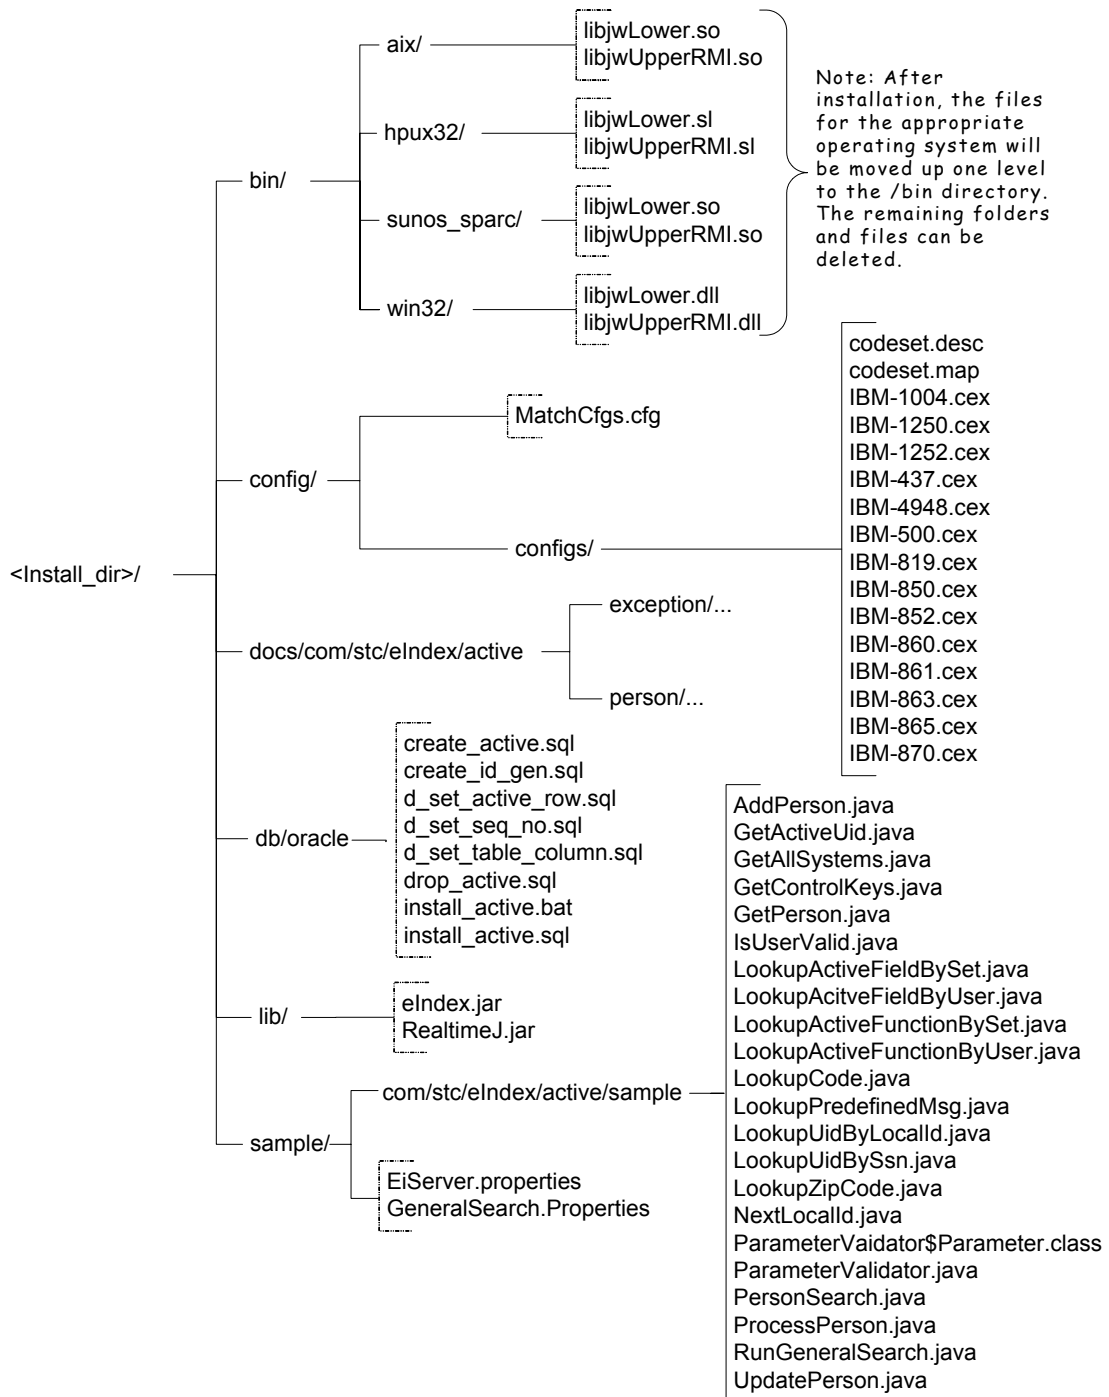 aix/
libjwLower.so
libjwUpperRMI.so
hpux32/
libjwLower.sl
libjwUpperRMI.sl
bin/
sunos_sparc/
libjwLower.so
libjwUpperRMI.so
win32/
libjwLower.dll
libjwUpperRMI.dll
Note: After
installation, the files
for the appropriate
operating system will
be moved up one level
to the /bin directory.
The remaining folders
and files can be
deleted.
config/
MatchCfgs.cfg
configs/
codeset.desc
codeset.map
IBM-1004.cex
IBM-1250.cex
IBM-1252.cex
IBM-437.cex
IBM-4948.cex
IBM-500.cex
IBM-819.cex
IBM-850.cex
IBM-852.cex
IBM-860.cex
IBM-861.cex
IBM-863.cex
IBM-865.cex
IBM-870.cex
<Install_dir>/
docs/com/stc/eIndex/active
exception/...
person/...
db/oracle
create_active.sql
create_id_gen.sql
d_set_active_row.sql
d_set_seq_no.sql
d_set_table_column.sql
drop_active.sql
install_active.bat
install_active.sql
lib/
eIndex.jar
RealtimeJ.jar
sample/
com/stc/eIndex/active/sample
EiServer.properties
GeneralSearch.Properties
AddPerson.java
GetActiveUid.java
GetAllSystems.java
GetControlKeys.java
GetPerson.java
IsUserValid.java
LookupActiveFieldBySet.java
LookupAcitveFieldByUser.java
LookupActiveFunctionBySet.java
LookupActiveFunctionByUser.java
LookupCode.java
LookupPredefinedMsg.java
LookupUidByLocalId.java
LookupUidBySsn.java
LookupZipCode.java
NextLocalId.java
ParameterVaidator$Parameter.class
ParameterValidator.java
PersonSearch.java
ProcessPerson.java
RunGeneralSearch.java
UpdatePerson.java